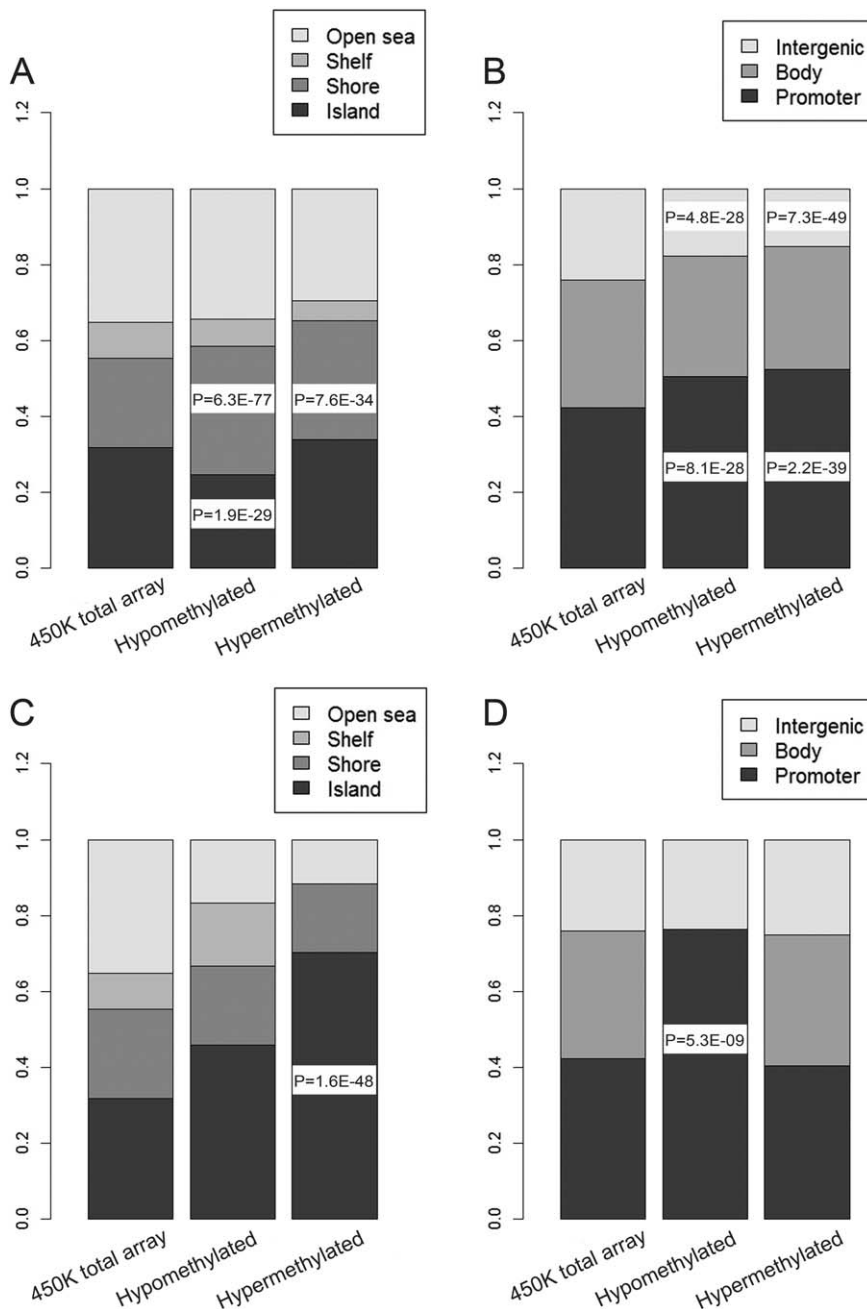 A
Open sea
Shelf
Shore
Island
1.2
1.0
0.8
0.6
0.4
0.2
0.0
P=6.3E-77
P=7.6E-34
P=1.9E-29
450K total array
Hypomethylated
Hypermethylated
B
Intergenic
Body
Promoter
1.2
1.0
0.8
0.6
0.4
0.2
0.0
P=4.8E-28
P=7.3E-49
P=8.1E-28
P=2.2E-39
450K total array
Hypomethylated
Hypermethylated
C
Open sea
Shelf
Shore
Island
1.2
1.0
0.8
0.6
0.4
0.2
0.0
P=1.6E-48
450K total array
Hypomethylated
Hypermethylated
D
Intergenic
Body
Promoter
1.2
1.0
0.8
0.6
0.4
0.2
0.0
P=5.3E-09
450K total array
Hypomethylated
Hypermethylated